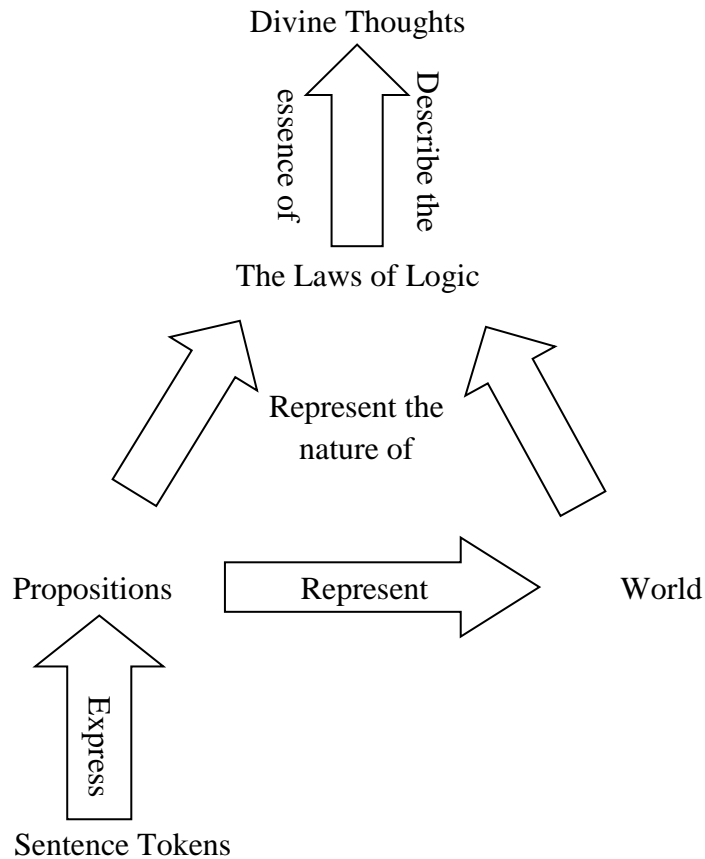 Divine Thoughts
Describe the
essence of
The Laws of Logic
Represent the
nature of
Propositions
Represent
World
Express
Sentence Tokens